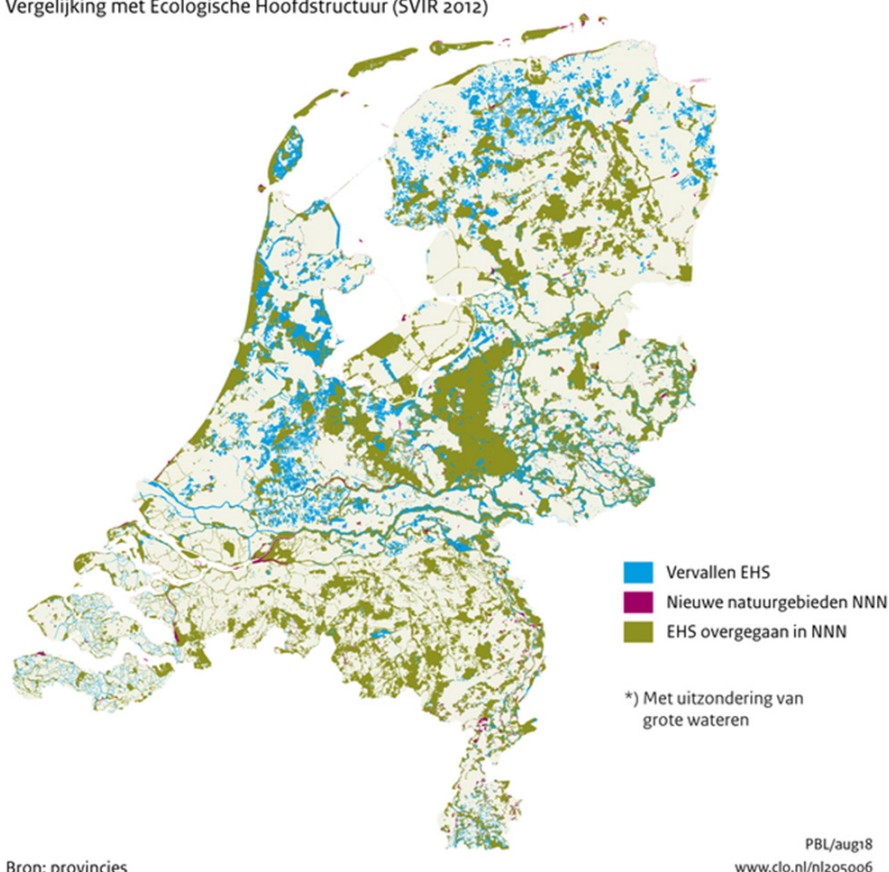 Vergelijking met Ecologische Hoofdstructuur (SVIR 2012)
Vervallen EHS
Nieuwe natuurgebieden NNN
EHS overgegaan in NNN
*) Met uitzondering van
grote wateren
PBL/aug18
Bron: provincies
www.clo.nl/nl205006